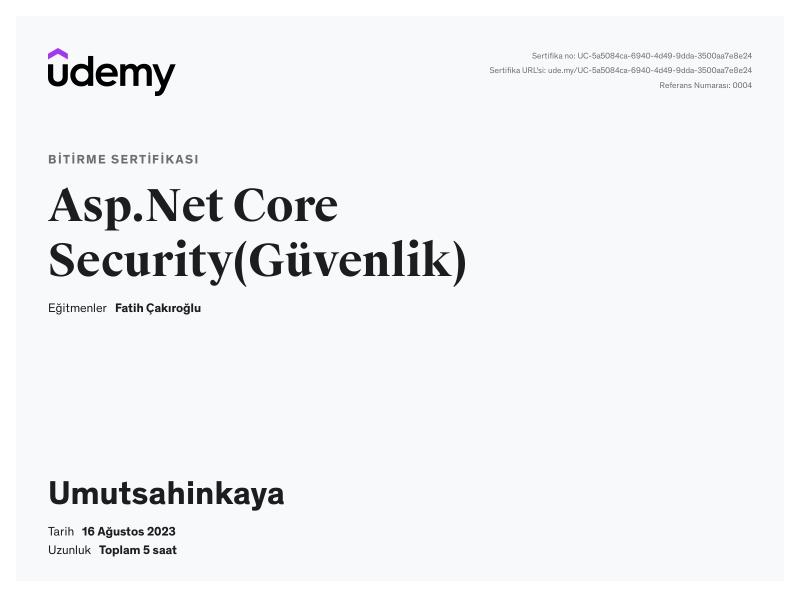 udemy
Sertifika no: UC-5a5084ca-6940-4d49-9dda-3500aa7e8e24
Sertifika URL'si: ude.my/UC-5a5084ca-6940-4d49-9dda-3500aa7e8e24
Referans Numarası: 0004
BİTİRME SERTİFİKASI
Asp.Net Core
Security(Güvenlik)
Eğitmenler Fatih Çakıroğlu
Umutsahinkaya
Tarih 16 Ağustos 2023
Uzunluk Toplam 5 saat